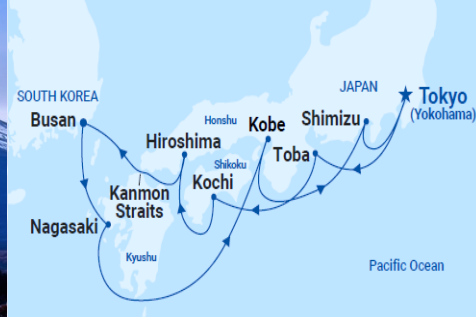 SOUTH KOREA
Busan
JAPAN
Tokyo
(Yokohama)
Honshu
Kobe
Shimizu
Hiroshima
Toba
Shikoku
Kanmon
Straits
Kochi
Nagasaki
Kyushu
Pacific Ocean